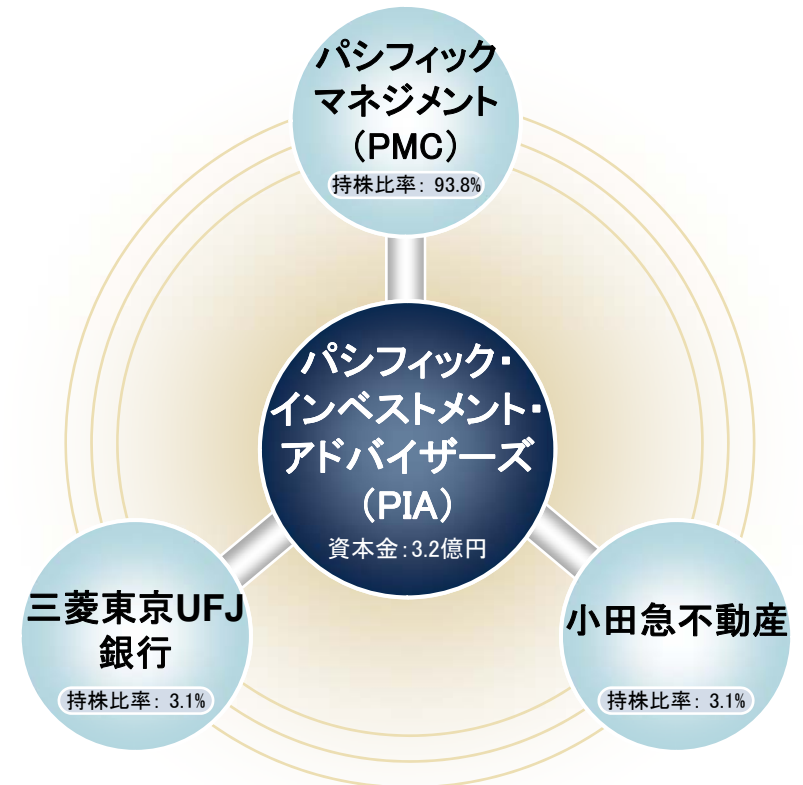 パシフィック
マネジメント
(PMC)
持株比率: 93.8%
パシフィック・
インベストメント・
アドバイザーズ
(PIA)
資本金:3.2億円
三菱東京UFJ
銀行
持株比率: 3.1%
小田急不動産
持株比率: 3.1%